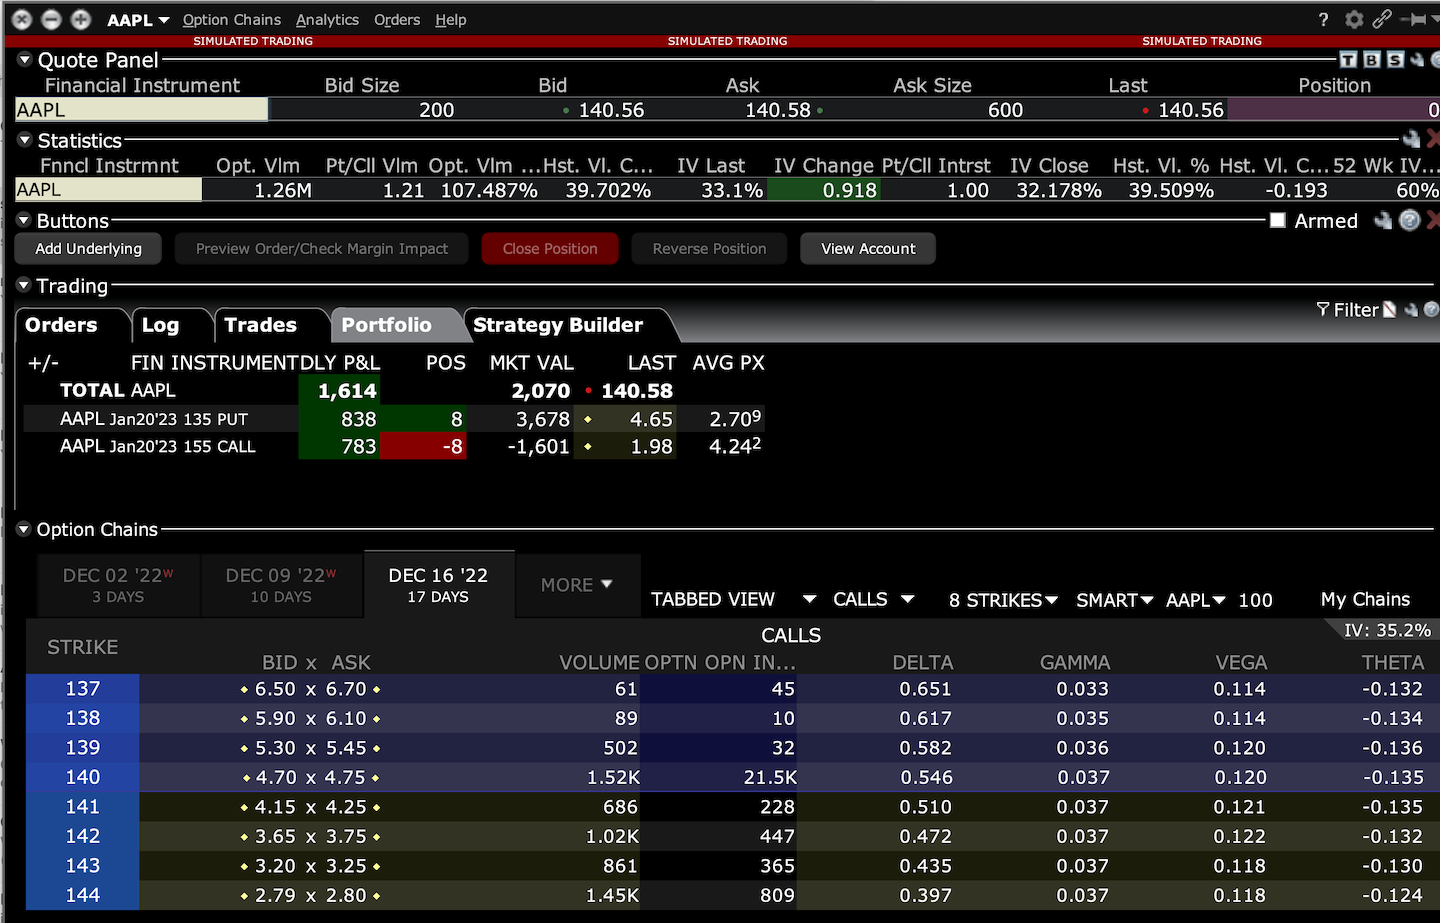 AAPL Option Chains Analytics Orders Help ?
SIMULATED TRADING SIMULATED TRADING SIMULATED TRADING
Quote Panel T B S
Financial Instrument Bid Size Bid Ask Ask Size Last Position
AAPL 200 140.56 140.58 600 140.56 0
Statistics
Fnncl Instrmnt Opt. Vlm Pt/Cll Vlm Opt. Vlm ... Hst. Vl. C... IV Last IV Change Pt/Cll Intrst IV Close Hst. Vl. % Hst. Vl. C... 52 Wk IV...
AAPL 1.26M 1.21 107.487% 39.702% 33.1% 0.918 1.00 32.178% 39.509% -0.193 60%
Buttons Armed ?
Add Underlying Preview Order/Check Margin Impact Close Position Reverse Position View Account
Trading
Orders Log Trades Portfolio Strategy Builder Filter
+/- FIN INSTRUMENT DLY P&L POS MKT VAL LAST AVG PX
TOTAL AAPL 1,614 2,070 140.58
AAPL Jan20'23 135 PUT 838 8 3,678 4.65 2.709
AAPL Jan20'23 155 CALL 783 -8 -1,601 1.98 4.242
Option Chains
DEC 02 '22W DEC 09 '22W DEC 16 '22 MORE
3 DAYS 10 DAYS 17 DAYS
TABBED VIEW CALLS 8 STRIKES SMART AAPL 100 My Chains
CALLS IV: 35.2%
STRIKE BID x ASK VOLUME OPTN OPN IN... DELTA GAMMA VEGA THETA
137 6.50 x 6.70 61 45 0.651 0.033 0.114 -0.132
138 5.90 x 6.10 89 10 0.617 0.035 0.114 -0.134
139 5.30 x 5.45 502 32 0.582 0.036 0.120 -0.136
140 4.70 x 4.75 1.52K 21.5K 0.546 0.037 0.120 -0.135
141 4.15 x 4.25 686 228 0.510 0.037 0.121 -0.135
142 3.65 x 3.75 1.02K 447 0.472 0.037 0.122 -0.132
143 3.20 x 3.25 861 365 0.435 0.037 0.118 -0.130
144 2.79 x 2.80 1.45K 809 0.397 0.037 0.118 -0.124